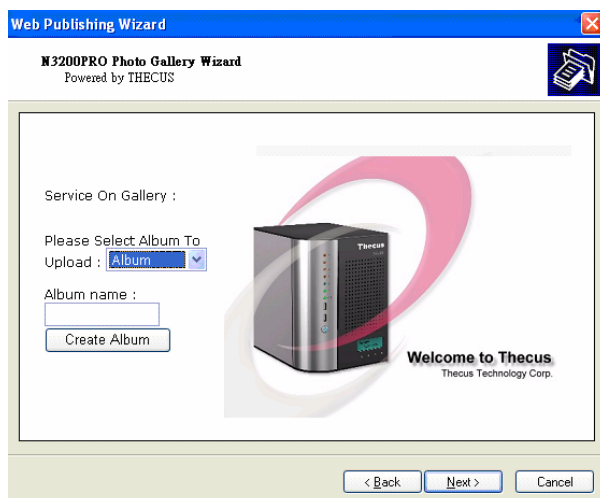 Web Publishing Wizard
N3200PRO Photo Gallery Wizard
Powered by THECUS
Service On Gallery :
Please Select Album To
Upload : Album
Album name :
Create Album
Thecus
Welcome to Thecus
Thecus Technology Corp.
< Back
Next >
Cancel